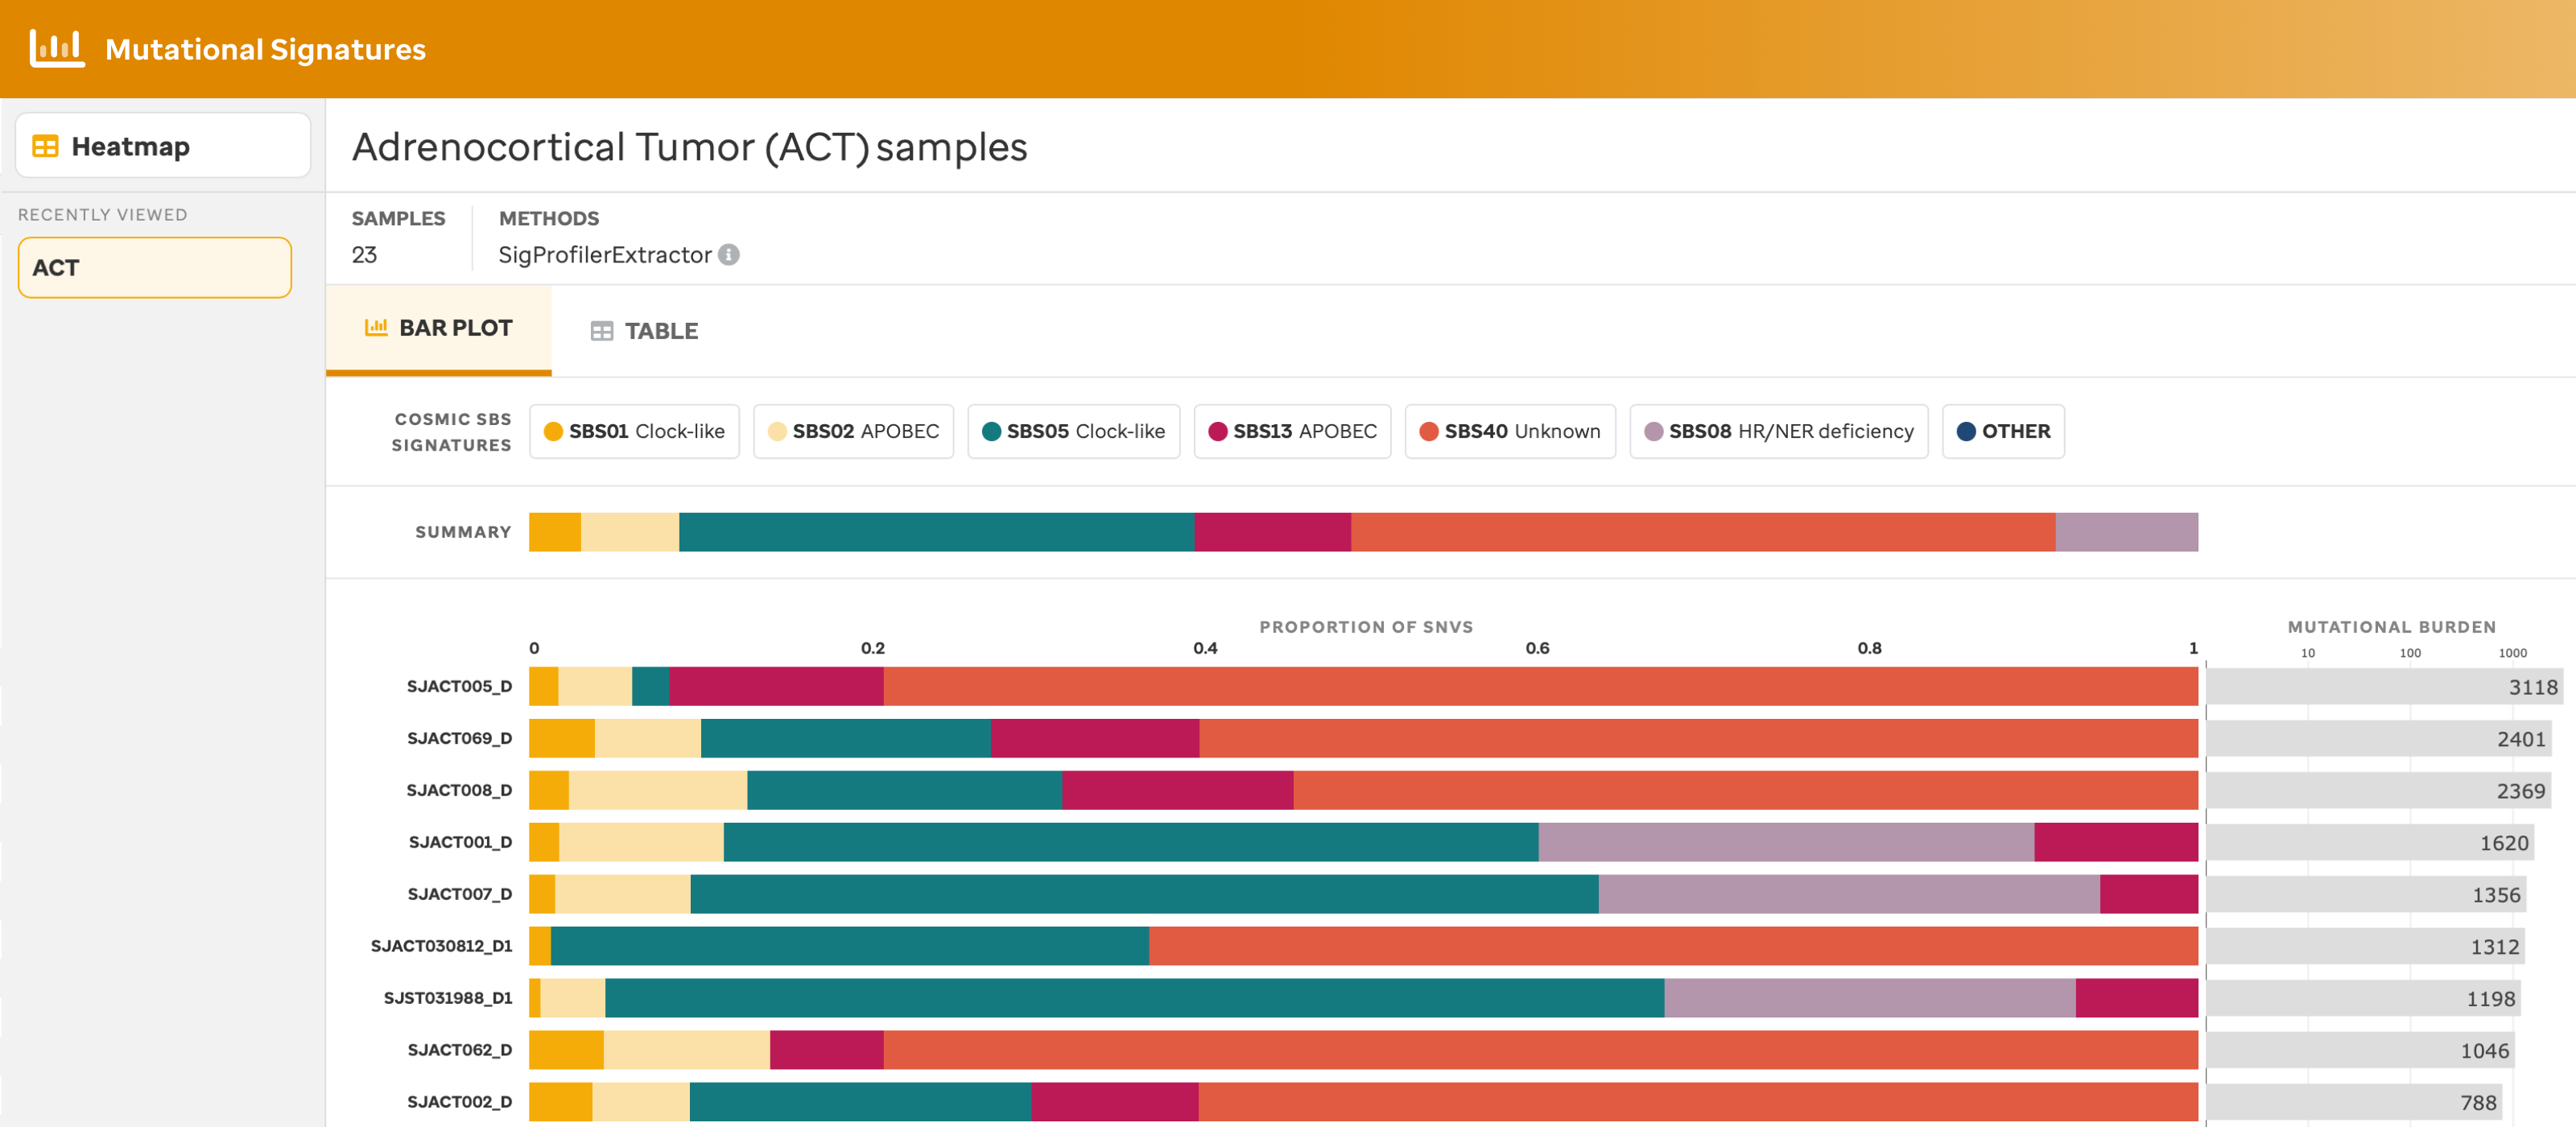 Mutational Signatures
Heatmap
RECENTLY VIEWED
ACT
Adrenocortical Tumor (ACT) samples
SAMPLES
23
METHODS
SigProfilerExtractor
BAR PLOT
TABLE
COSMIC SBS
SIGNATURES
SBS01 Clock-like
SBS02 APOBEC
SBS05 Clock-like
SBS13 APOBEC
SBS40 Unknown
SBS08 HR/NER deficiency
OTHER
SUMMARY
PROPORTION OF SNVS
MUTATIONAL BURDEN
0 0.2 0.4 0.6 0.8 1
10 100 1000
SJACT005_D 3118
SJACT069_D 2401
SJACT008_D 2369
SJACT001_D 1620
SJACT007_D 1356
SJACT030812_D1 1312
SJST031988_D1 1198
SJACT062_D 1046
SJACT002_D 788